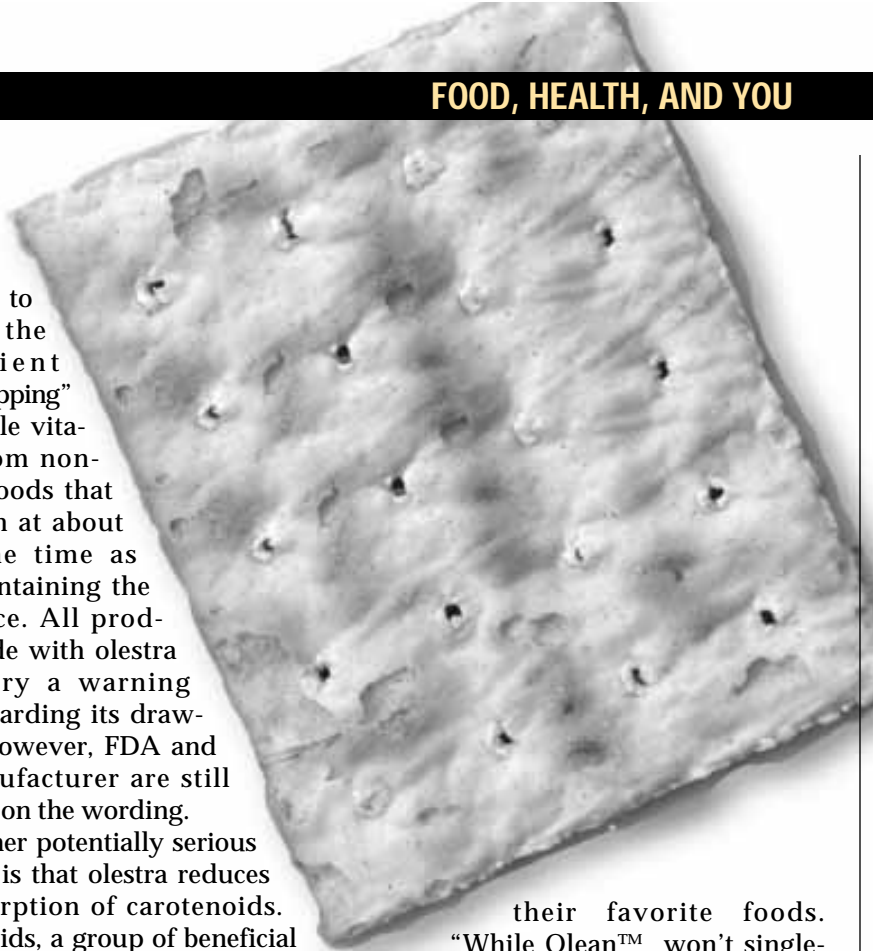 FOOD, HEALTH, AND YOU
to
the
ient
pping”
le vita-
om non-
oods that
n at about
e time as
ntaining the
ce. All prod-
de with olestra
ry a warning
arding its draw-
owever, FDA and
ufacturer are still
on the wording.
her potentially serious
is that olestra reduces
rption of carotenoids.
ids, a group of beneficial
their favorite foods.
“While Olean™ won’t single-